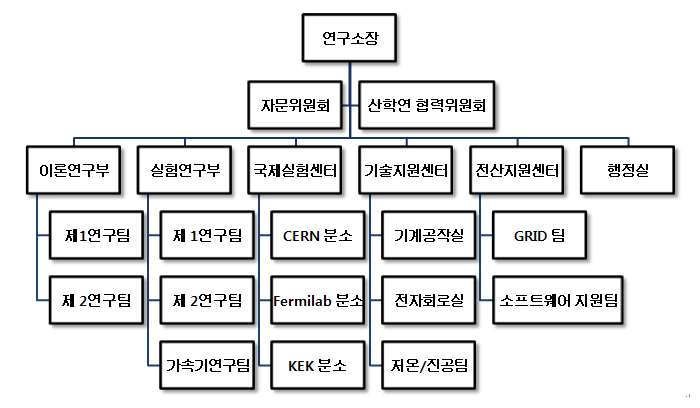 연구소장
자문위원회
산학연 협력위원회
이론연구부
실험연구부
국제실험센터
기술지원센터
전산지원센터
행정실
제1연구팀
제 1연구팀
CERN 분소
기계공작실
GRID 팀
제 2연구팀
제 2연구팀
Fermilab 분소
전자회로실
소프트웨어 지원팀
가속기연구팀
KEK 분소
저온/진공팀